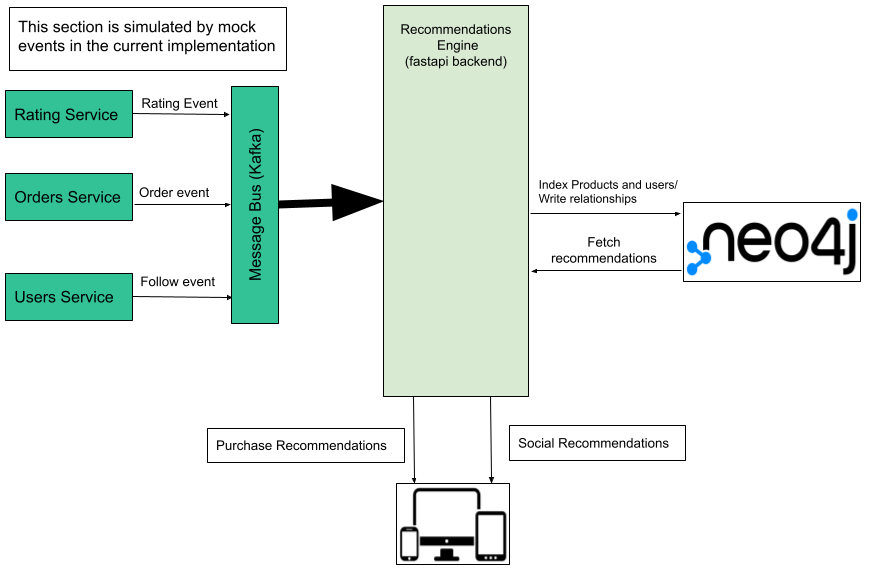 This section is simulated by mock
events in the current implementation
Recommendations
Engine
(fastapi backend)
Rating Service
Rating Event
Orders Service
Order event
Users Service
Follow event
Message Bus (Kafka)
Index Products and users/
Write relationships
Fetch
recommendations
neo4j
Purchase Recommendations
Social Recommendations